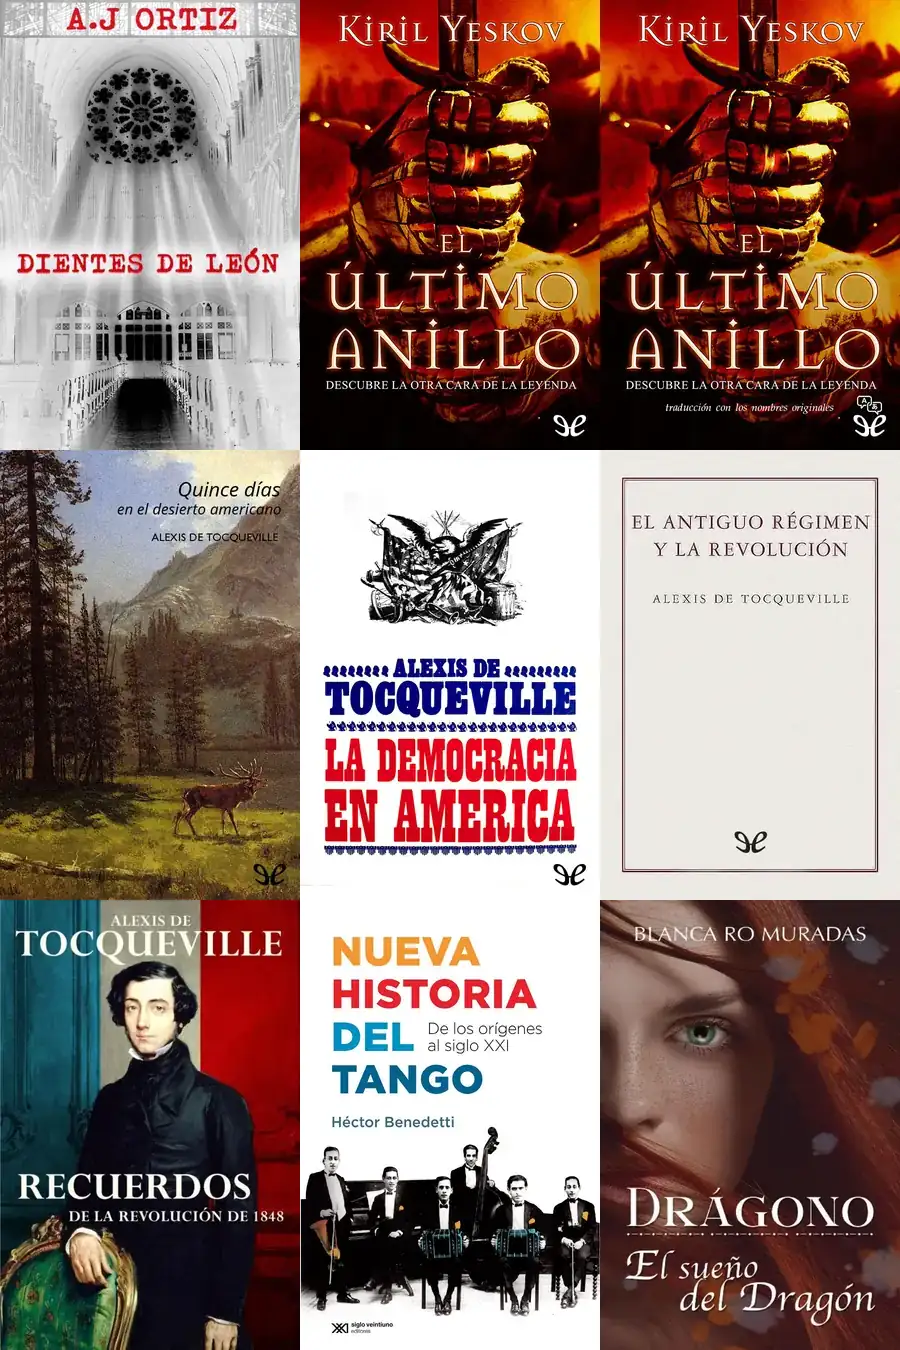 A.J ORTIZ
DIENTES DE LEÓN
KIRIL YESKOV
EL
ÚLTIMO
ANILLO
DESCUBRE LA OTRA CARA DE LA LEYENDA
KIRIL YESKOV
EL
ÚLTIMO
ANILLO
DESCUBRE LA OTRA CARA DE LA LEYENDA
traducción con los nombres originales
Quince días
en el desierto americano
ALEXIS DE TOCQUEVILLE
ALEXIS DE
TOCQUEVILLE
LA DEMOCRACIA
EN AMERICA
EL ANTIGUO RÉGIMEN
Y LA REVOLUCIÓN
ALEXIS DE TOCQUEVILLE
ALEXIS DE
TOCQUEVILLE
RECUERDOS
DE LA REVOLUCIÓN DE 1848
NUEVA
HISTORIA
DEL
De los orígenes
al siglo XXI
TANGO
Héctor Benedetti
siglo veintiuno
editores
BLANCA RO MURADAS
DRÁGONO
El sueño
del Dragón